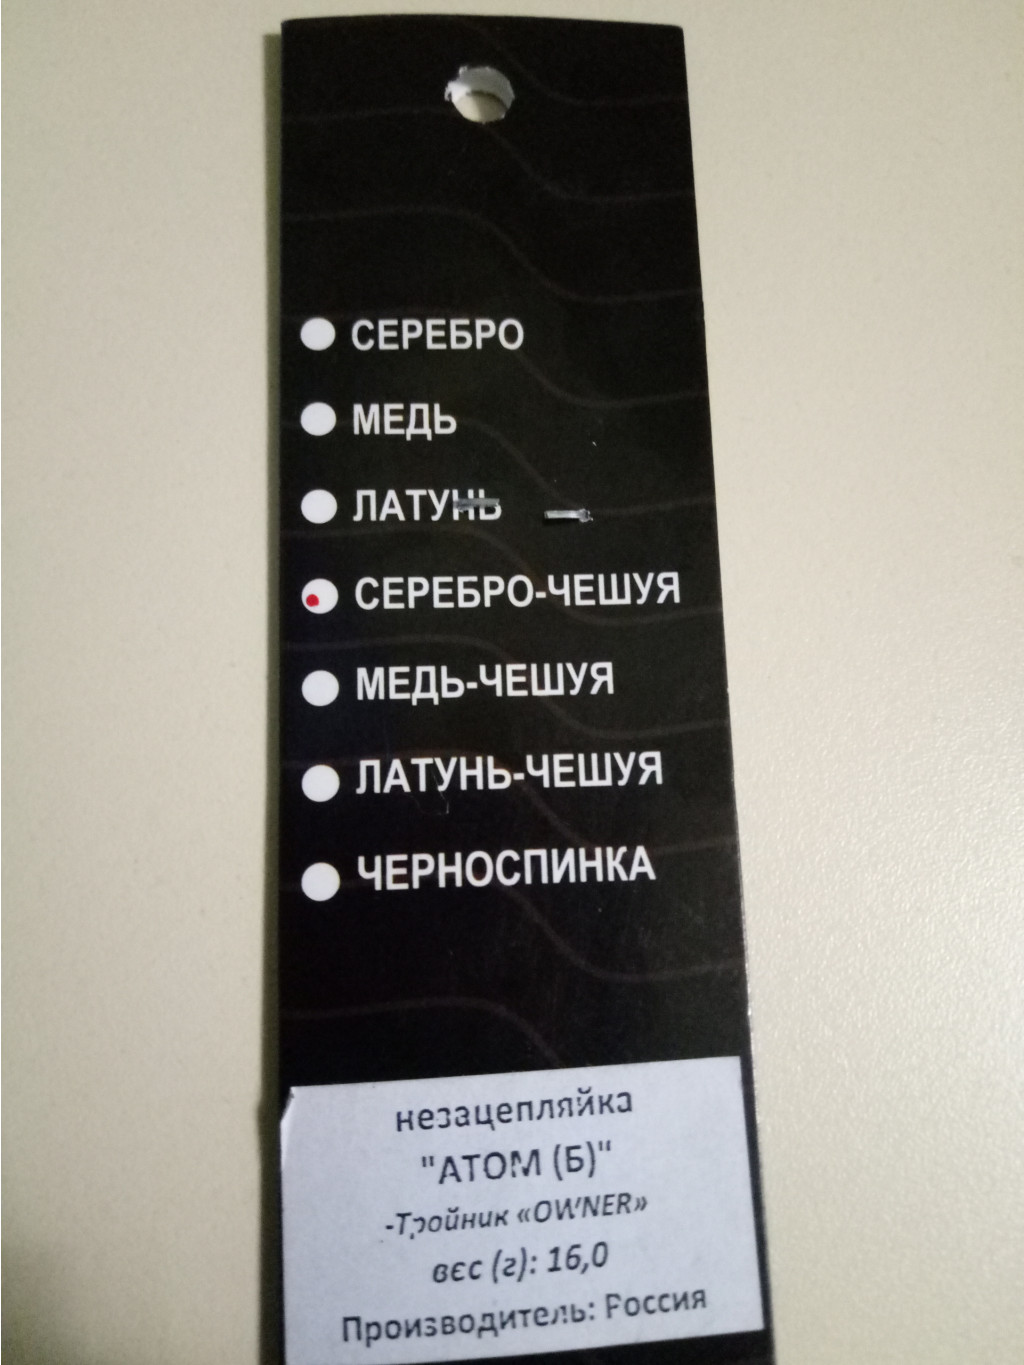 СЕРЕБРО
МЕДЬ
ЛАТУНЬ
СЕРЕБРО-ЧЕШУЯ
МЕДЬ-ЧЕШУЯ
ЛАТУНЬ-ЧЕШУЯ
ЧЕРНОСПИНКА
незацепляйка
"АТОМ (Б)"
-Тройник «OWNER»
вес (г): 16,0
Производитель: Россия